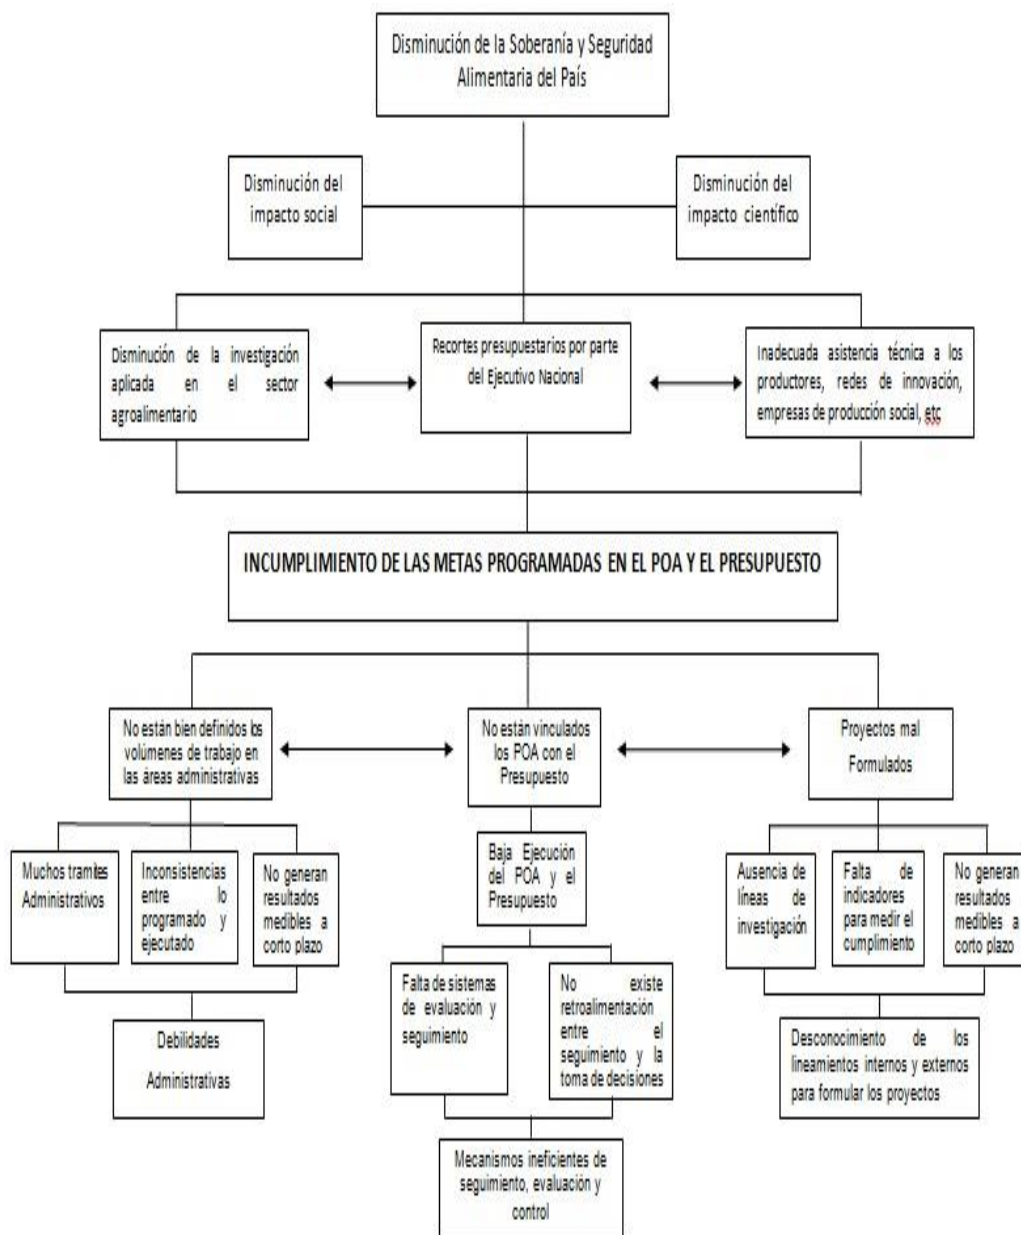 Disminución de la Soberanía y Seguridad
Alimentaria del País
Disminución del
impacto social
Disminución del
impacto científico
Disminución de la investigación
aplicada en el sector
agroalimentario
Recortes presupuestarios por parte
del Ejecutivo Nacional
Inadecuada asistencia técnica a los
productores, redes de innovación,
empresas de producción social, etc
INCUMPLIMIENTO DE LAS METAS PROGRAMADAS EN EL POA Y EL PRESUPUESTO
No están bien definidos los
volúmenes de trabajo en
las áreas administrativas
No están vinculados
los POA con el
Presupuesto
Proyectos mal
Formulados
Muchos tramites
Administrativos
Inconsistencias
entre lo
programado y
ejecutado
No generan
resultados
medibles a
corto plazo
Baja Ejecución
del POA y el
Presupuesto
Ausencia de
líneas de
investigación
Falta de
indicadores
para medir el
cumplimiento
No generan
resultados
medibles a
corto plazo
Falta de sistemas
de evaluación y
seguimiento
No existe
retroalimentación
entre el
seguimiento y la
toma de decisiones
Debilidades
Administrativas
Desconocimiento de los
lineamientos internos y externos
para formular los proyectos
Mecanismos ineficientes de
seguimiento, evaluación y
control